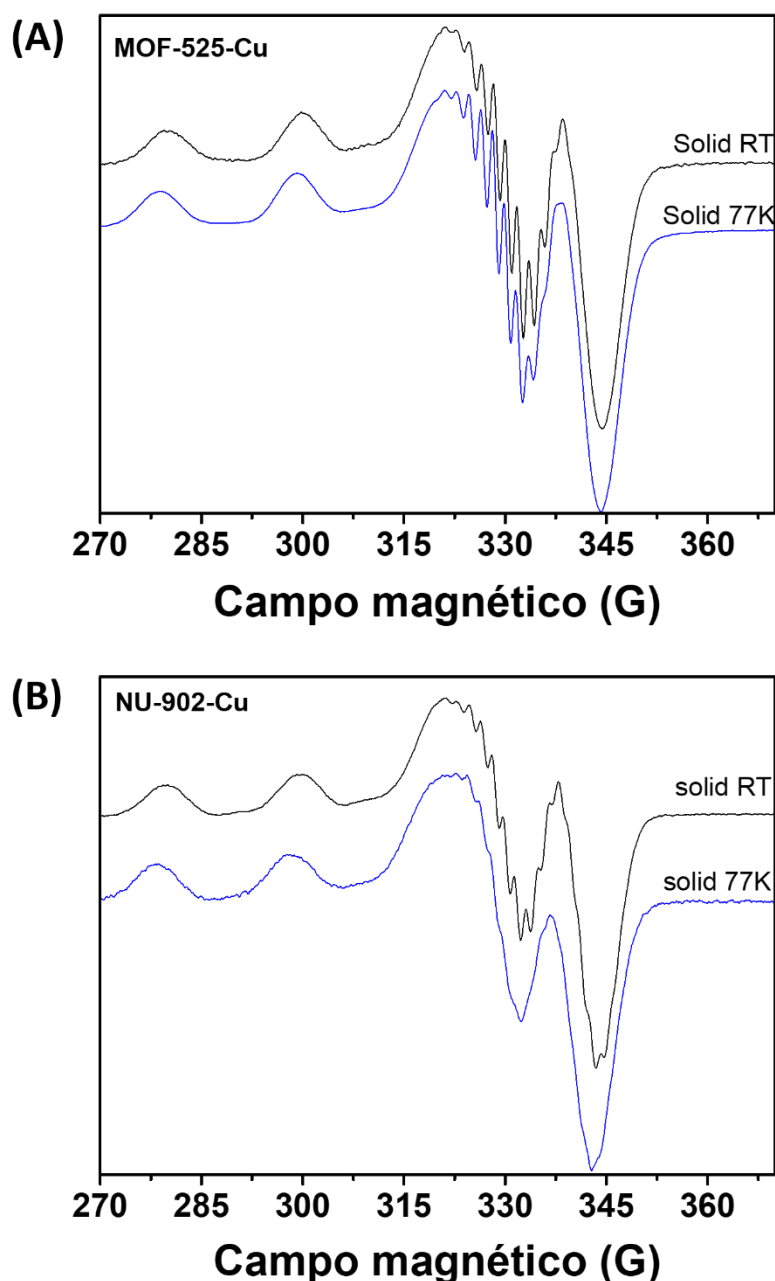 (A)
MOF-525-Cu
Solid RT
Solid 77K
270 285 300 315 330 345 360
Campo magnético (G)
(B)
NU-902-Cu
solid RT
solid 77K
270 285 300 315 330 345 360
Campo magnético (G)